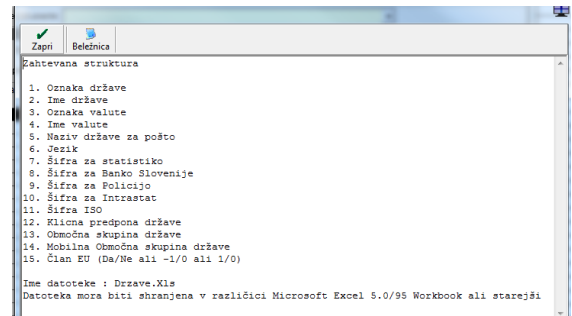 Zapri Beležnica
Zahtevana struktura
1. Oznaka države
2. Ime države
3. Oznaka valute
4. Ime valute
5. Naziv države za pošto
6. Jezik
7. Šifra za statistiko
8. Šifra za Banko Slovenije
9. Šifra za Policijo
10. Šifra za Intrastat
11. Šifra ISO
12. Klicna predpona države
13. Območna skupina države
14. Mobilna Območna skupina države
15. Član EU (Da/Ne ali -1/0 ali 1/0)
Ime datoteke : Drzave.Xls
Datoteka mora biti shranjena v različici Microsoft Excel 5.0/95 Workbook ali starejši